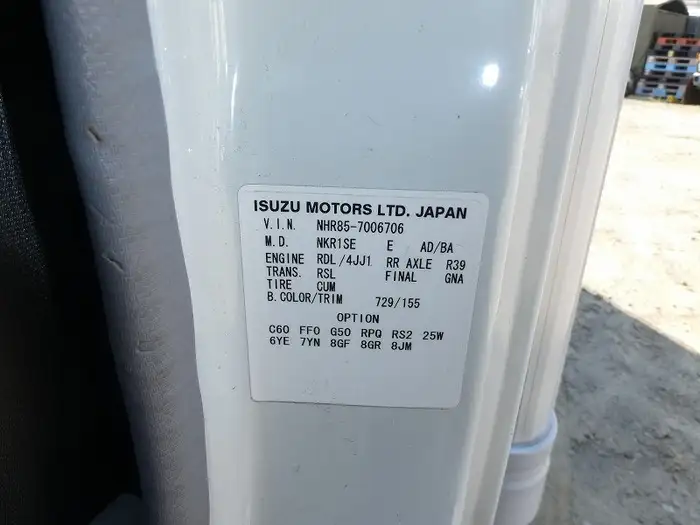 ISUZU MOTORS LTD. JAPAN
V.I.N. NHR85-7006706
M.D. NKR1SE E AD/BA
ENGINE RDL/4JJ1 RR AXLE R39
TRANS. RSL FINAL GNA
TIRE CUM
B.COLOR/TRIM 729/155
OPTION
C60 FF0 G50 RPQ RS2 25W
6YE 7YN 8GF 8GR 8JM